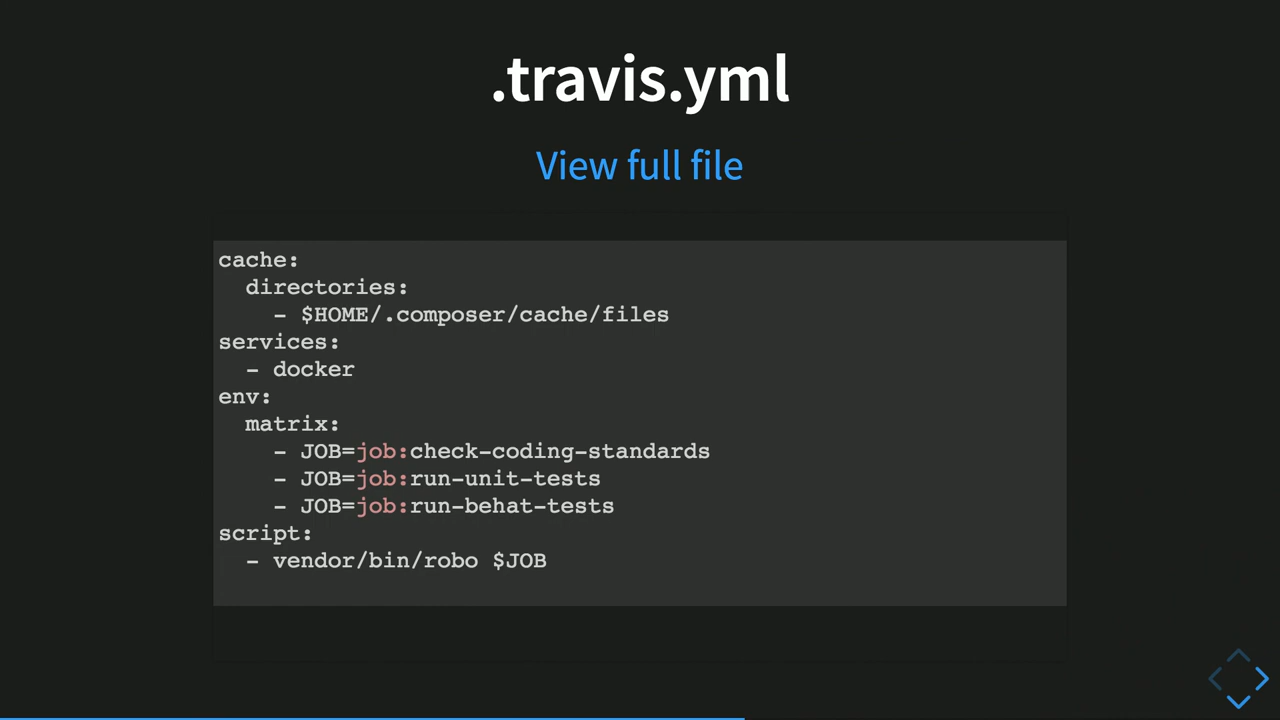 .travis.yml
View full file
cache:
  directories:
    - $HOME/.composer/cache/files
services:
  - docker
env:
  matrix:
    - JOB=job:check-coding-standards
    - JOB=job:run-unit-tests
    - JOB=job:run-behat-tests
script:
  - vendor/bin/robo $JOB